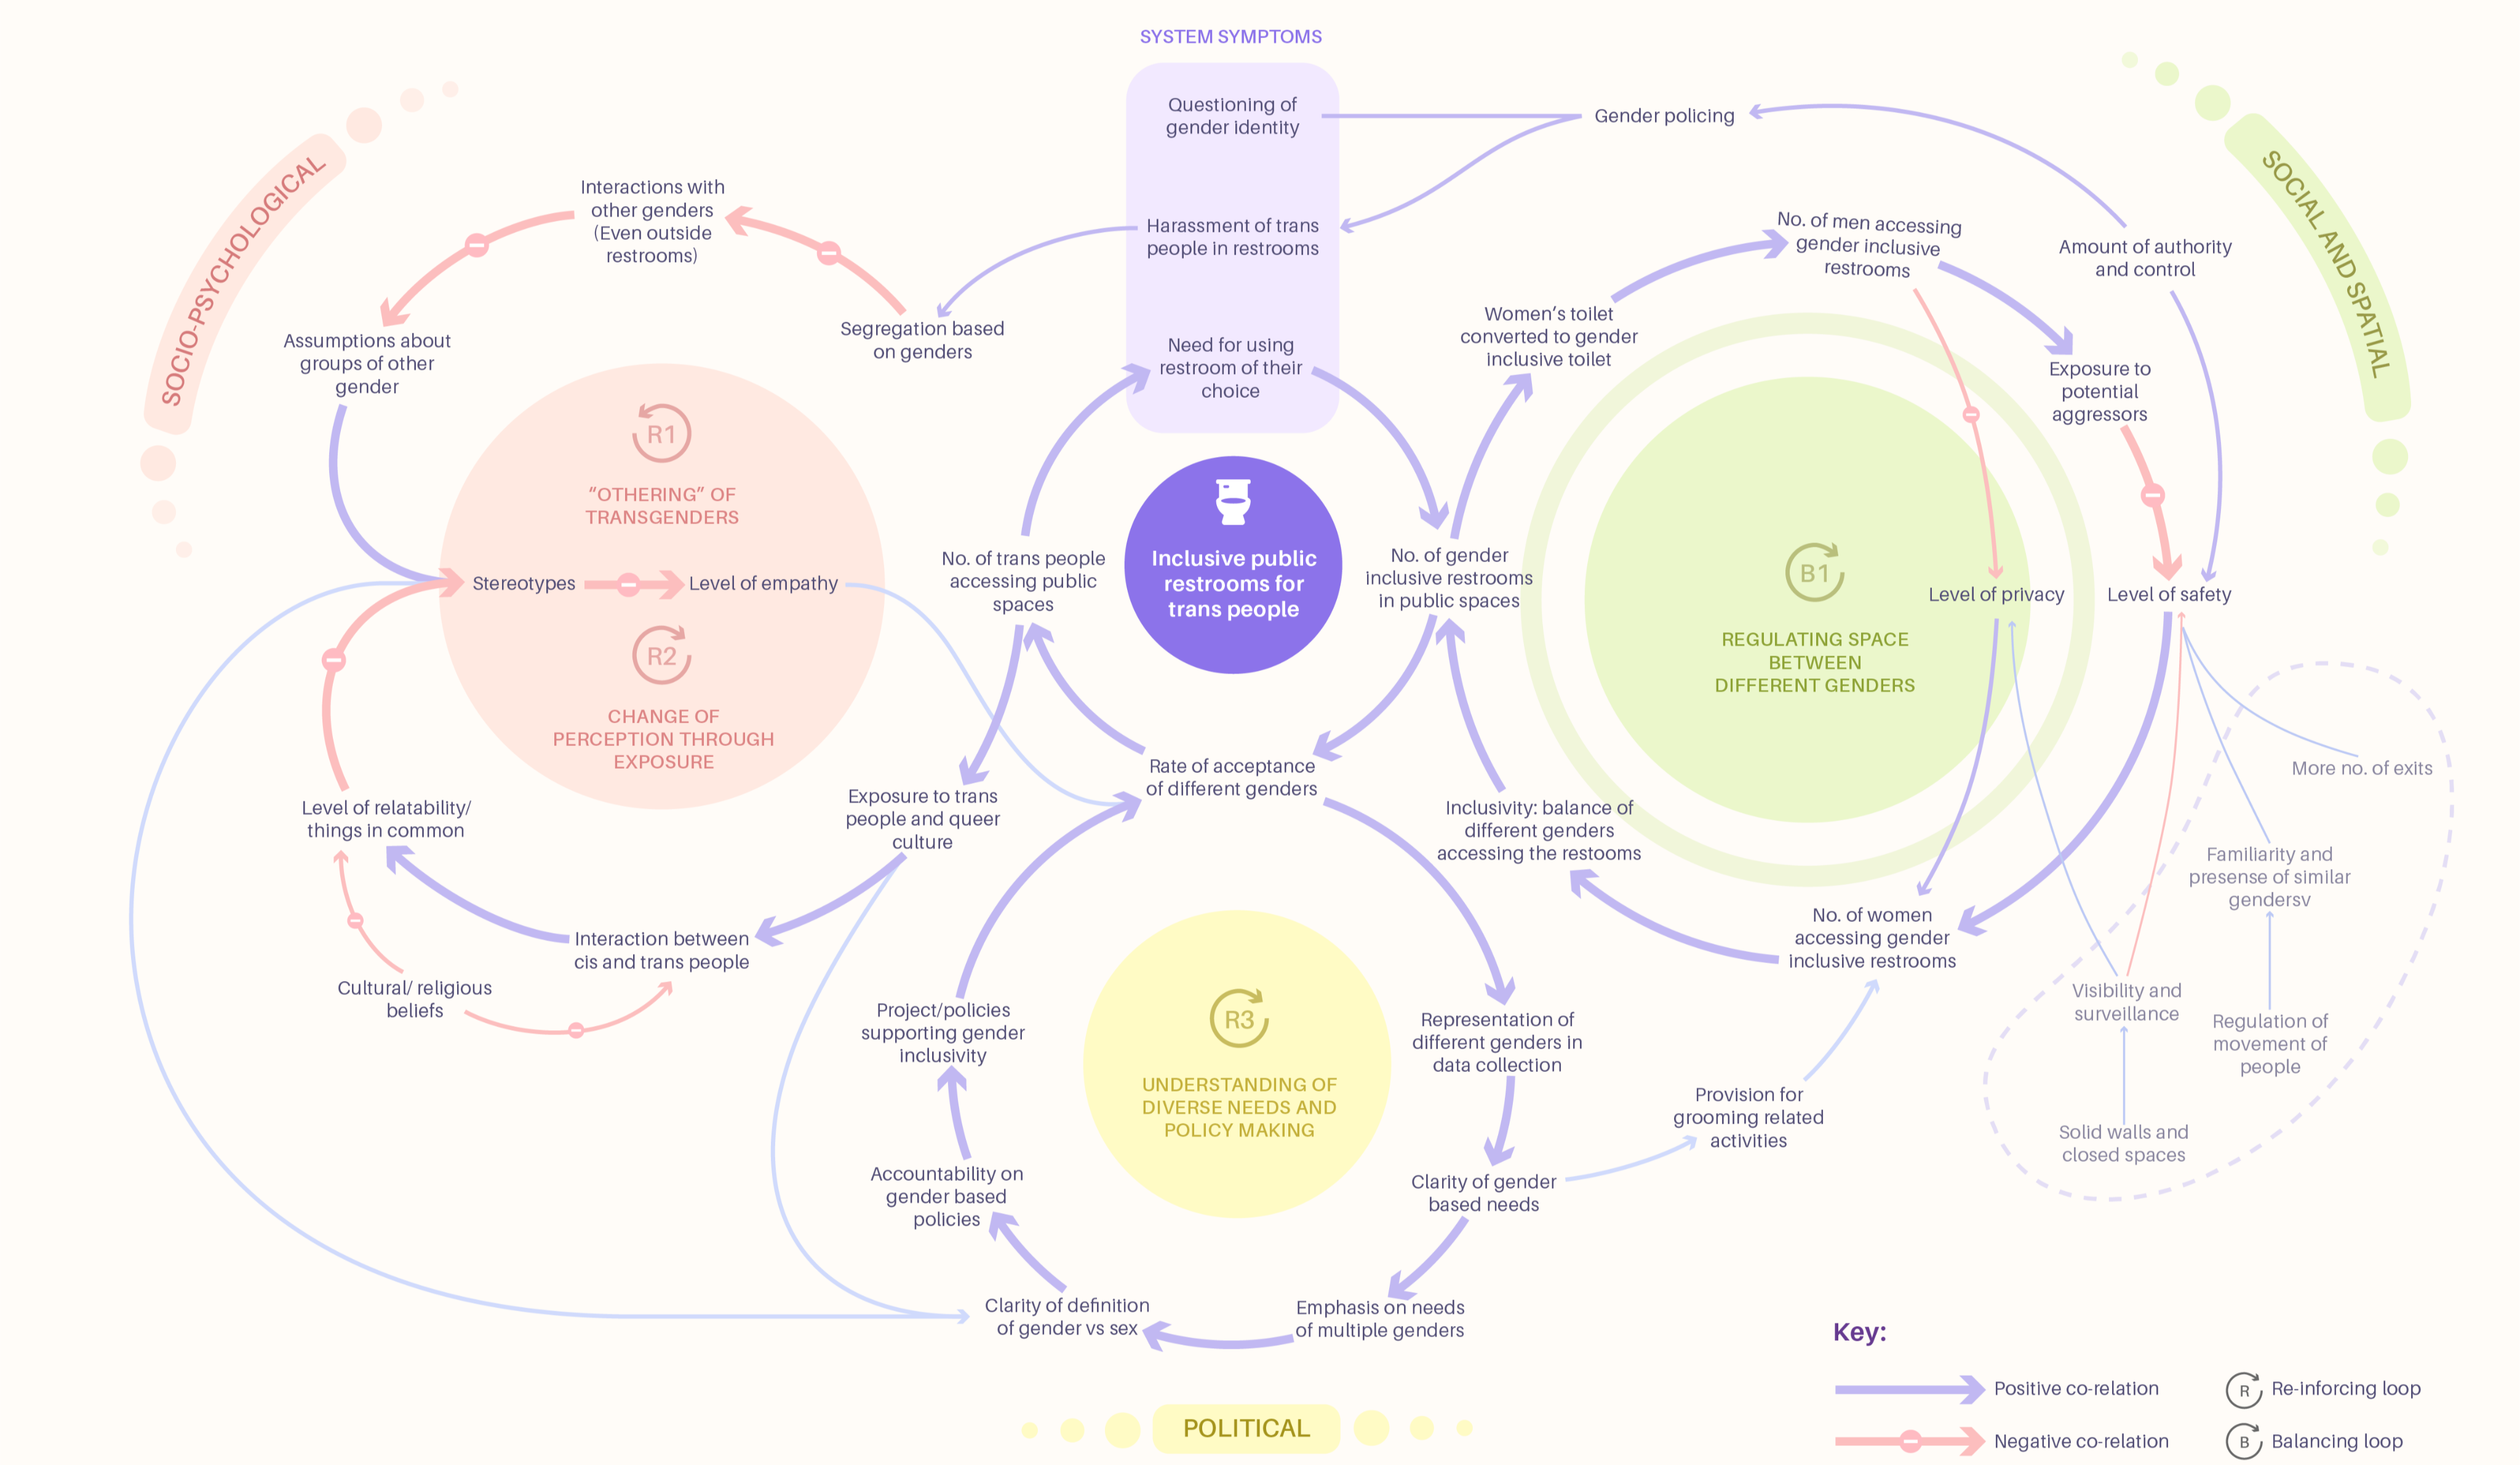 SYSTEM SYMPTOMS
Questioning of
gender identity
Harassment of trans
people in restrooms
Need for using
restroom of their
choice
Gender policing
SOCIO-PSYCHOLOGICAL
Interactions with
other genders
(Even outside
restrooms)
Segregation based
on genders
Assumptions about
groups of other
gender
R1
“OTHERING” OF
TRANSGENDERS
Stereotypes
Level of empathy
R2
CHANGE OF
PERCEPTION THROUGH
EXPOSURE
Level of relatability/
things in common
Interaction between
cis and trans people
Cultural/ religious
beliefs
Exposure to trans
people and queer
culture
No. of trans people
accessing public
spaces
Inclusive public
restrooms for
trans people
No. of gender
inclusive restrooms
in public spaces
Rate of acceptance
of different genders
SOCIAL AND SPATIAL
Women’s toilet
converted to gender
inclusive toilet
No. of men accessing
gender inclusive
restrooms
Amount of authority
and control
Exposure to
potential
aggressors
B1
REGULATING SPACE
BETWEEN
DIFFERENT GENDERS
Level of privacy
Level of safety
Inclusivity: balance of
different genders
accessing the restooms
No. of women
accessing gender
inclusive restrooms
More no. of exits
Familiarity and
presense of similar
gendersv
Visibility and
surveillance
Regulation of
movement of
people
Solid walls and
closed spaces
Provision for
grooming related
activities
Project/policies
supporting gender
inclusivity
R3
UNDERSTANDING OF
DIVERSE NEEDS AND
POLICY MAKING
Representation of
different genders in
data collection
Accountability on
gender based
policies
Clarity of gender
based needs
Clarity of definition
of gender vs sex
Emphasis on needs
of multiple genders
POLITICAL
Key:
Positive co-relation
R
Re-inforcing loop
Negative co-relation
B
Balancing loop